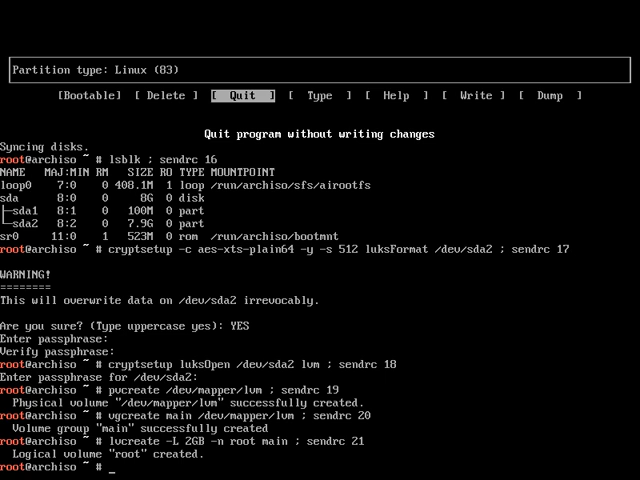 Partition type: Linux (83)
[Bootable] [ Delete ] [ Quit ] [ Type ] [ Help ] [ Write ] [ Dump ]
Quit program without writing changes
Syncing disks.
root@archiso ~ # lsblk ; sendrc 16
NAME MAJ:MIN RM SIZE RO TYPE MOUNTPOINT
loop0 7:0 0 408.1M 1 loop /run/archiso/sfs/airootfs
sda 8:0 0 8G 0 disk
├─sda1 8:1 0 100M 0 part
└─sda2 8:2 0 7.9G 0 part
sr0 11:0 1 523M 0 rom /run/archiso/bootmnt
root@archiso ~ # cryptsetup -c aes-xts-plain64 -y -s 512 luksFormat /dev/sda2 ; sendrc 17
WARNING!
========
This will overwrite data on /dev/sda2 irrevocably.
Are you sure? (Type uppercase yes): YES
Enter passphrase:
Verify passphrase:
root@archiso ~ # cryptsetup luksOpen /dev/sda2 lvm ; sendrc 18
Enter passphrase for /dev/sda2:
root@archiso ~ # pvcreate /dev/mapper/lvm ; sendrc 19
Physical volume "/dev/mapper/lvm" successfully created.
root@archiso ~ # vgcreate main /dev/mapper/lvm ; sendrc 20
Volume group "main" successfully created
root@archiso ~ # lvcreate -L 2GB -n root main ; sendrc 21
Logical volume "root" created.
root@archiso ~ # _